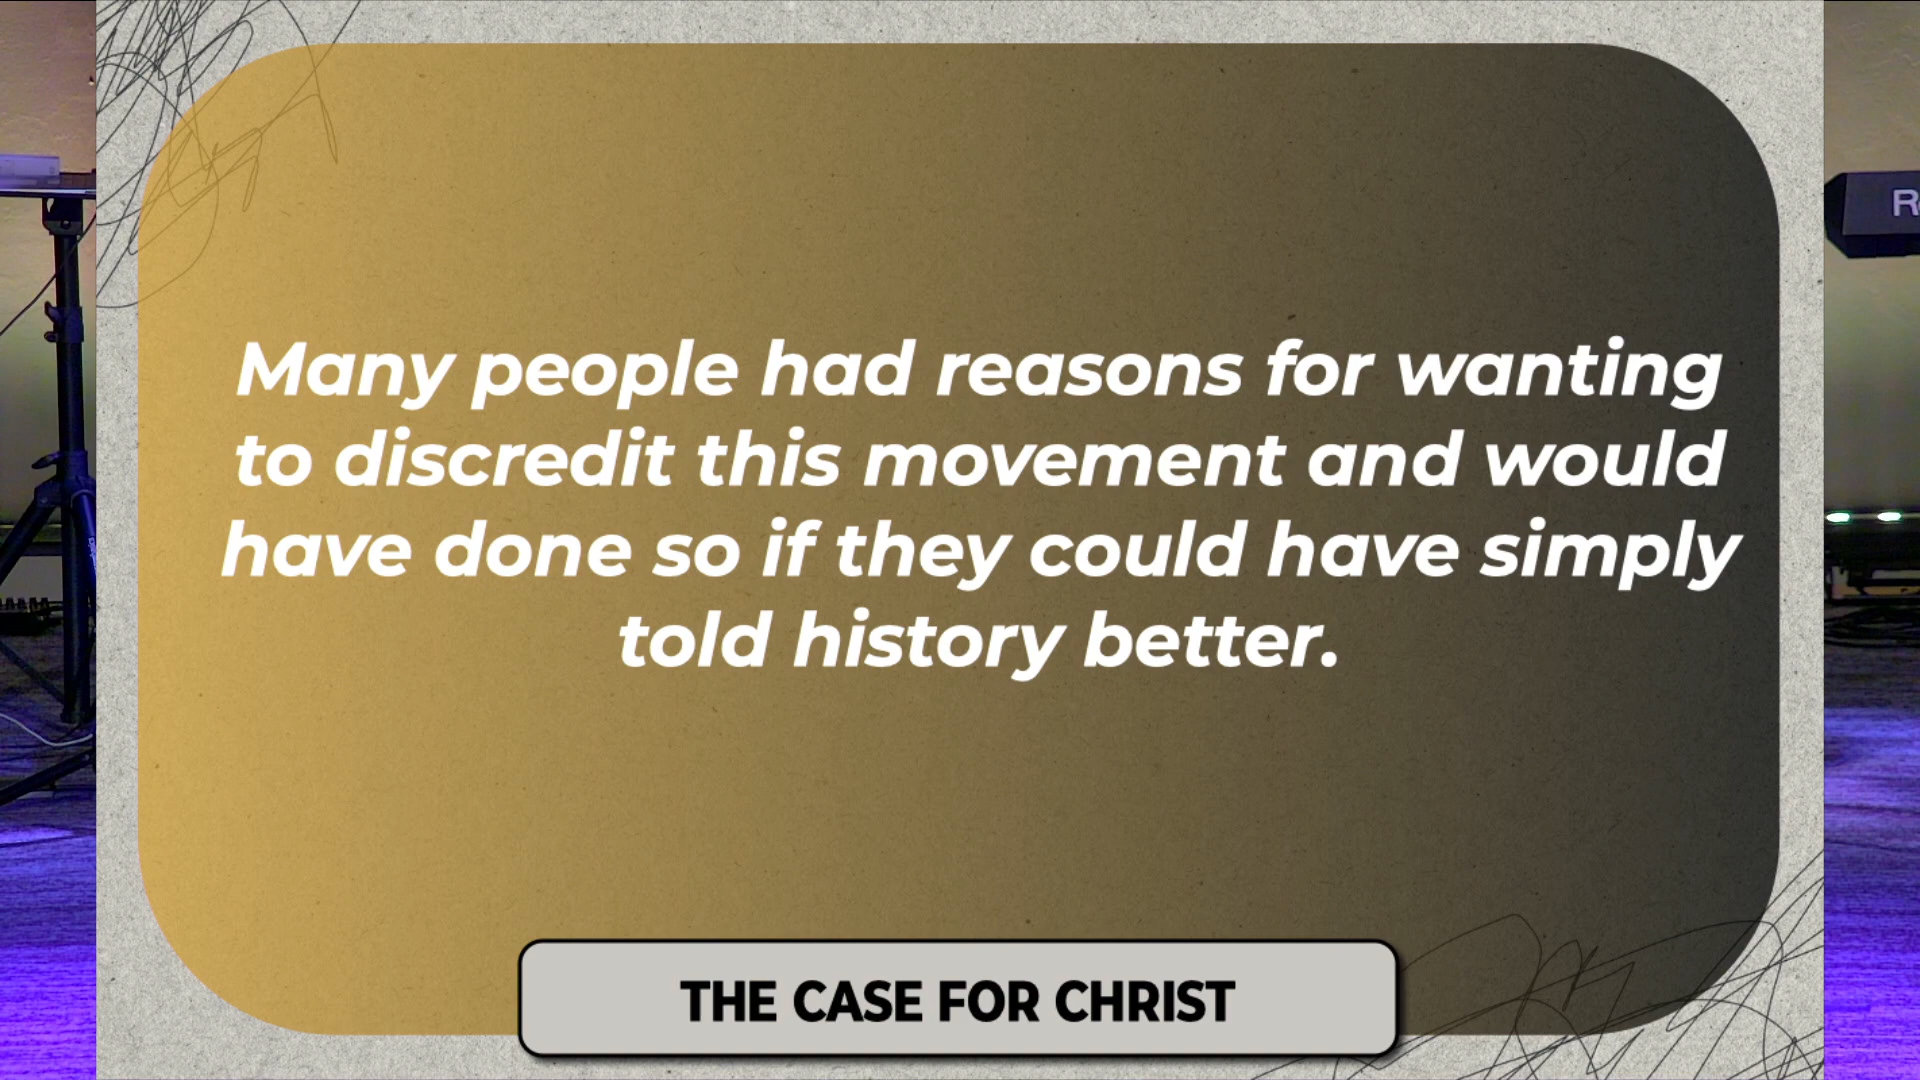 Many people had reasons for wanting
to discredit this movement and would
have done so if they could have simply
told history better.
THE CASE FOR CHRIST